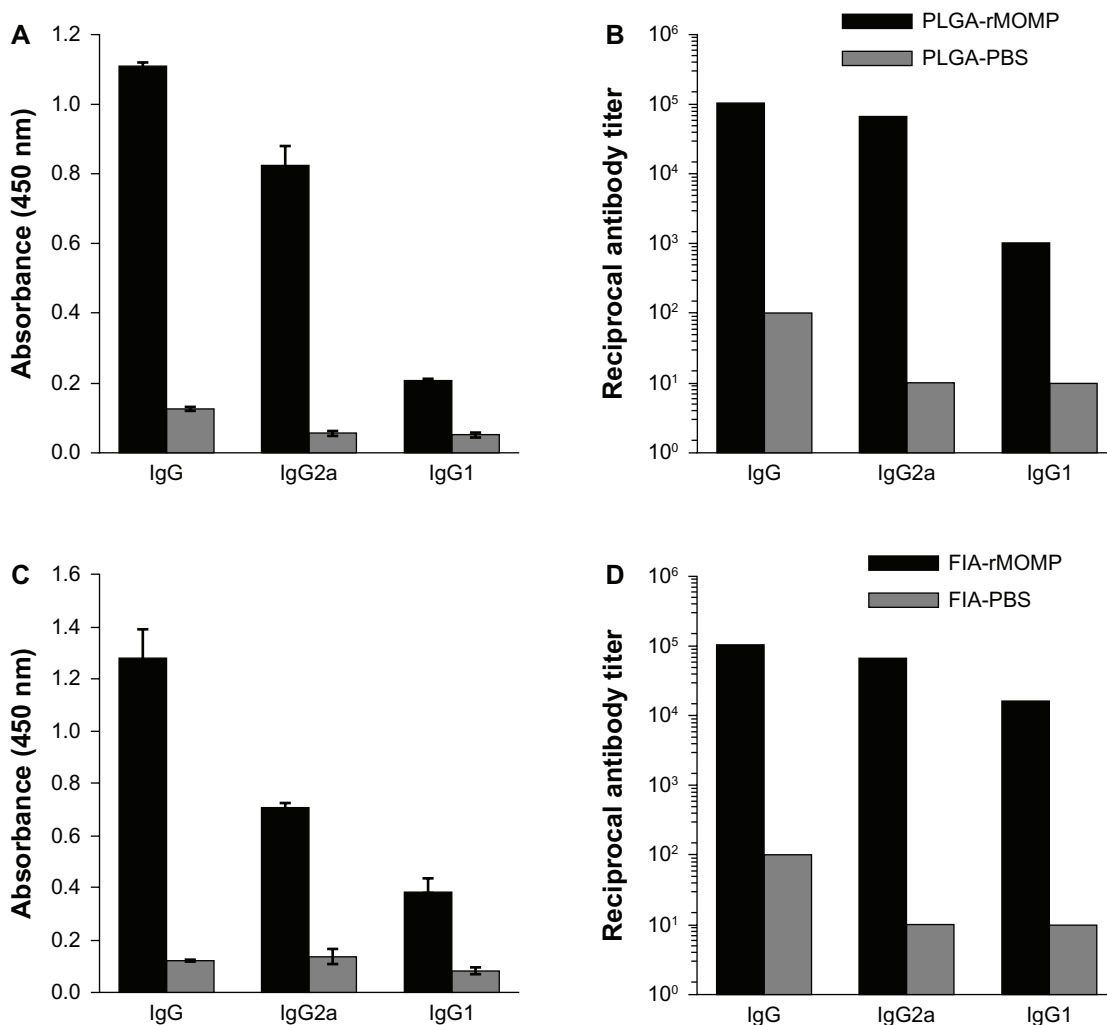 A
Absorbance (450 nm)
1.2
1.0
0.8
0.6
0.4
0.2
0.0
IgG IgG2a IgG1
B
Reciprocal antibody titer
10⁶
10⁵
10⁴
10³
10²
10¹
10⁰
PLGA-rMOMP
PLGA-PBS
IgG IgG2a IgG1
C
Absorbance (450 nm)
1.6
1.4
1.2
1.0
0.8
0.6
0.4
0.2
0.0
IgG IgG2a IgG1
D
Reciprocal antibody titer
10⁶
10⁵
10⁴
10³
10²
10¹
10⁰
FIA-rMOMP
FIA-PBS
IgG IgG2a IgG1